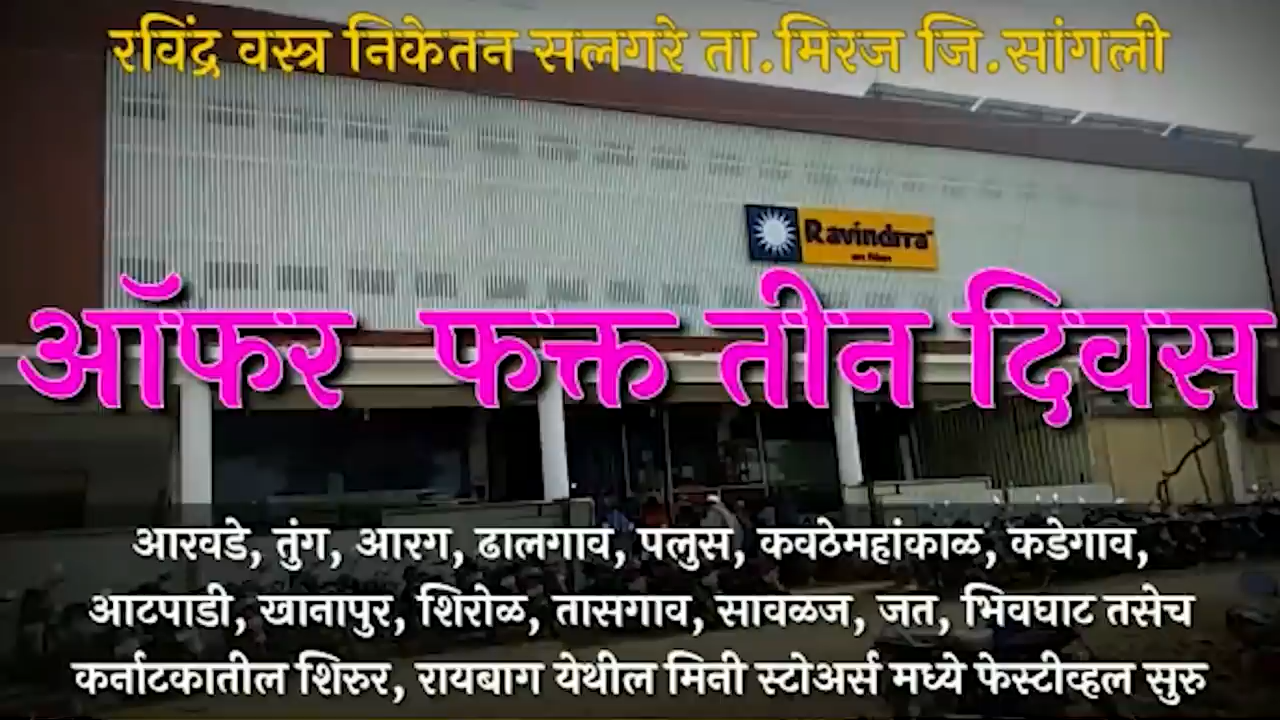 रविंद्र वस्त्र निकेतन सलगरे ता.मिरज जि.सांगली
Ravindrra
ऑफर फक्त तीन दिवस
आरवडे, तुंग, आरग, ढालगाव, पलुस, कवठेमहांकाळ, कडेगाव,
आटपाडी, खानापुर, शिरोळ, तासगाव, सावळज, जत, भिवघाट तसेच
कर्नाटकातील शिरुर, रायबाग येथील मिनी स्टोअर्स मध्ये फेस्टीव्हल सुरु